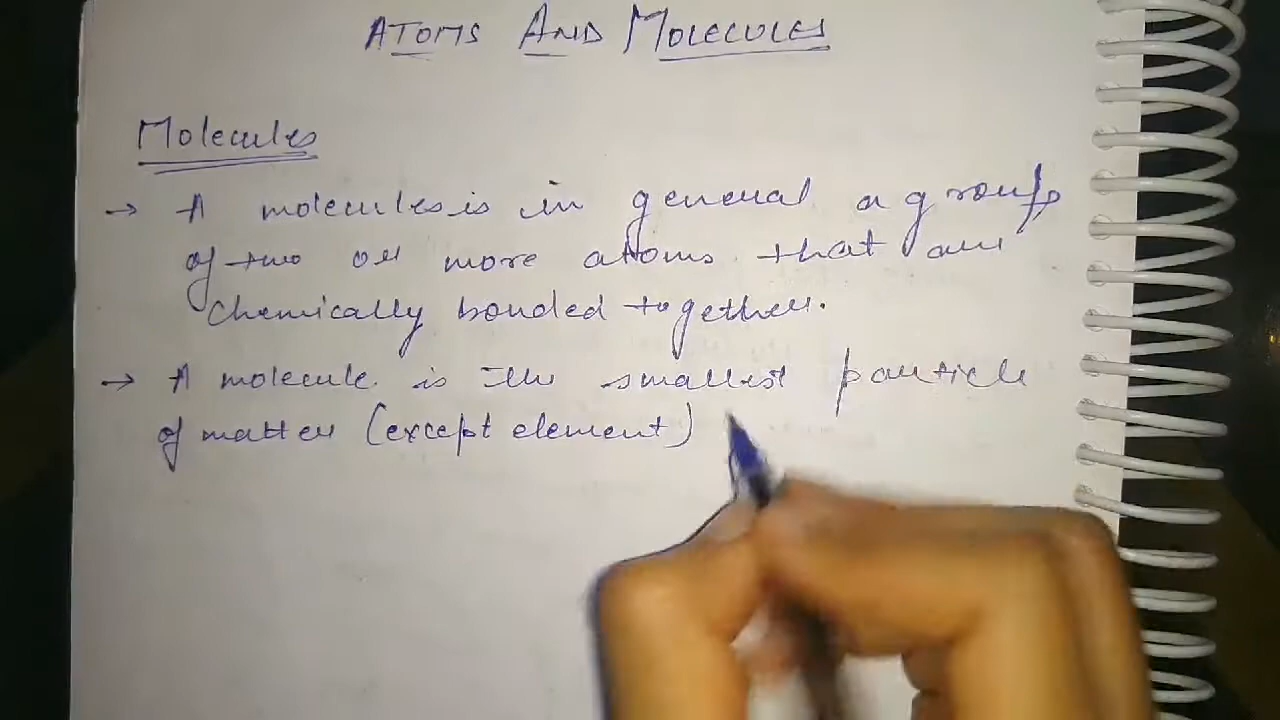 ATOMS AND MOLECULES
Molecules
→ A molecules is in general a group
of two or more atoms that are
chemically bonded together.
→ A molecule is the smallest particle
of matter (except element)